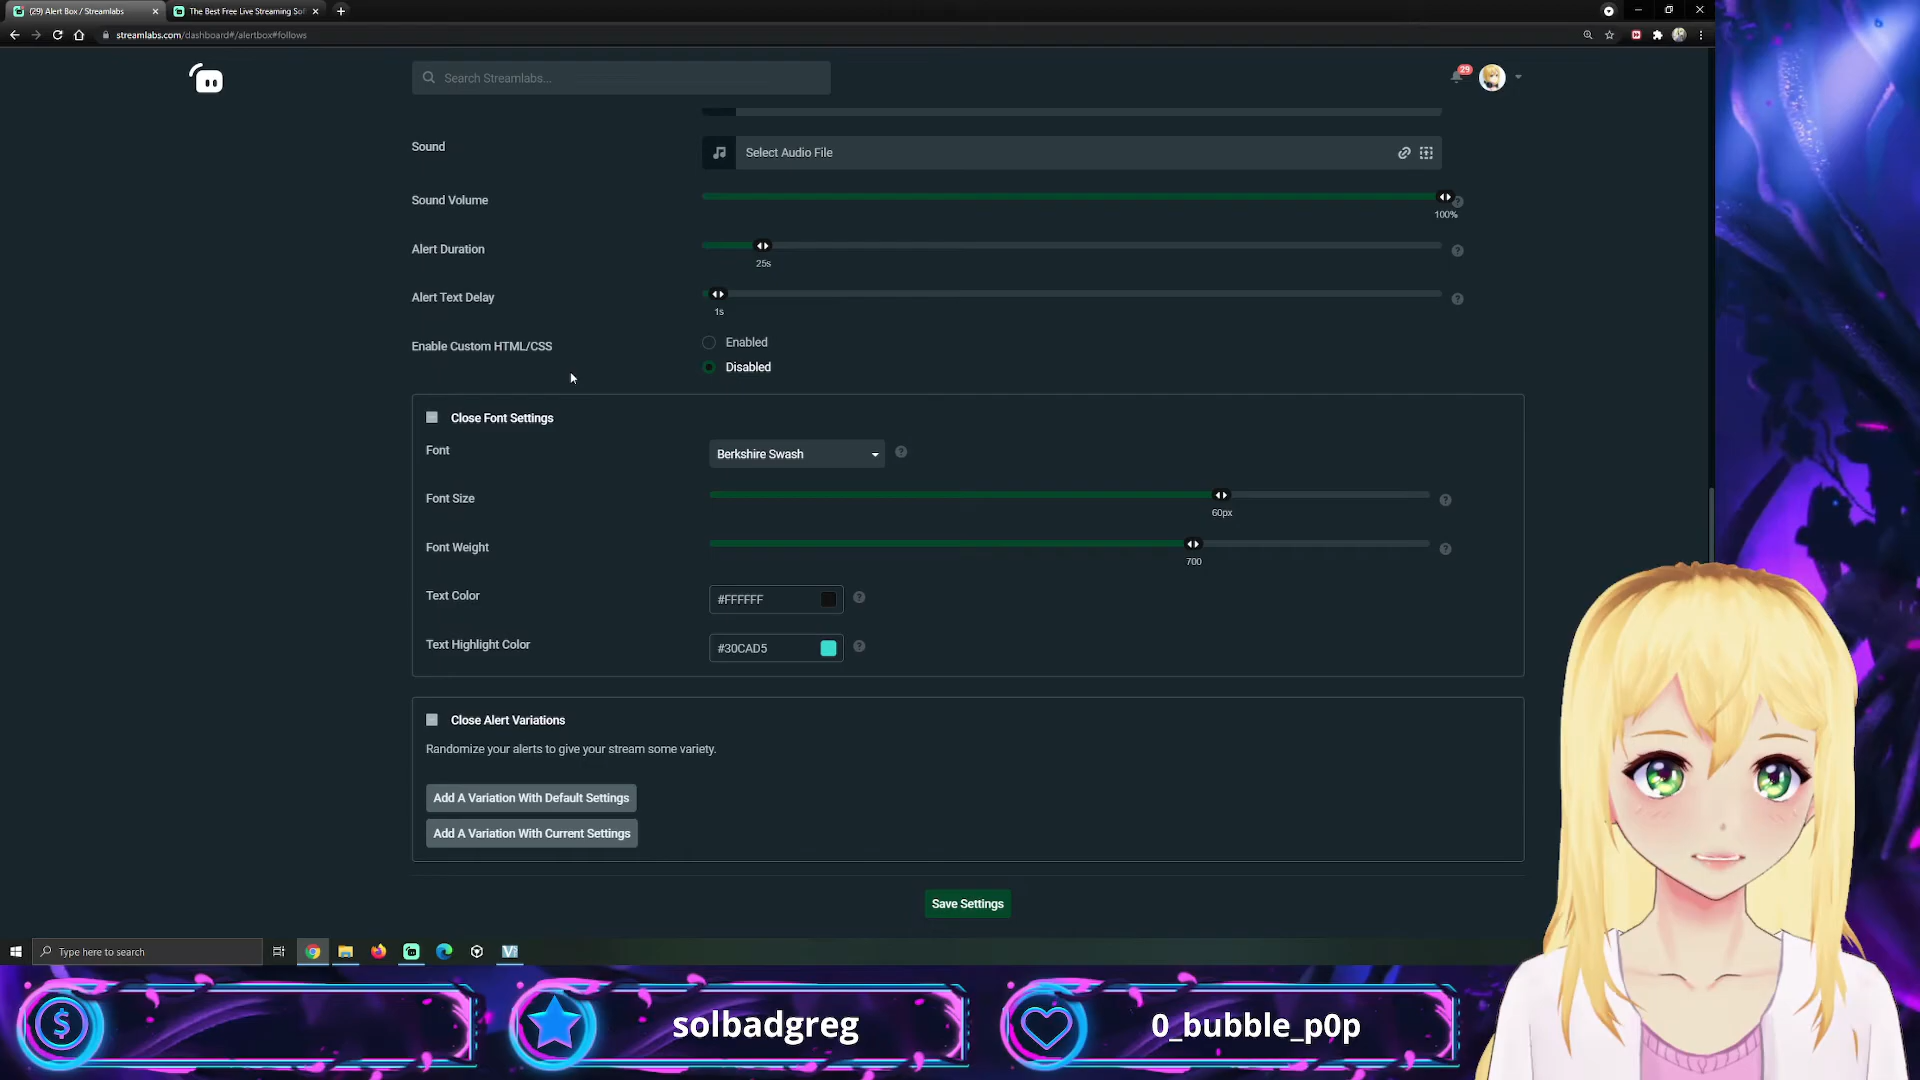 (29) Alert Box / Streamlabs
The Best Free Live Streaming Sof
streamlabs.com/dashboard#/alertbox#follows
Search Streamlabs...
29
Sound
Select Audio File
Sound Volume
100%
Alert Duration
25s
Alert Text Delay
1s
Enable Custom HTML/CSS
Enabled
Disabled
Close Font Settings
Font
Berkshire Swash
Font Size
60px
Font Weight
700
Text Color
#FFFFFF
Text Highlight Color
#30CAD5
Close Alert Variations
Randomize your alerts to give your stream some variety.
Add A Variation With Default Settings
Add A Variation With Current Settings
Save Settings
Type here to search
$
solbadgreg
0_bubble_p0p